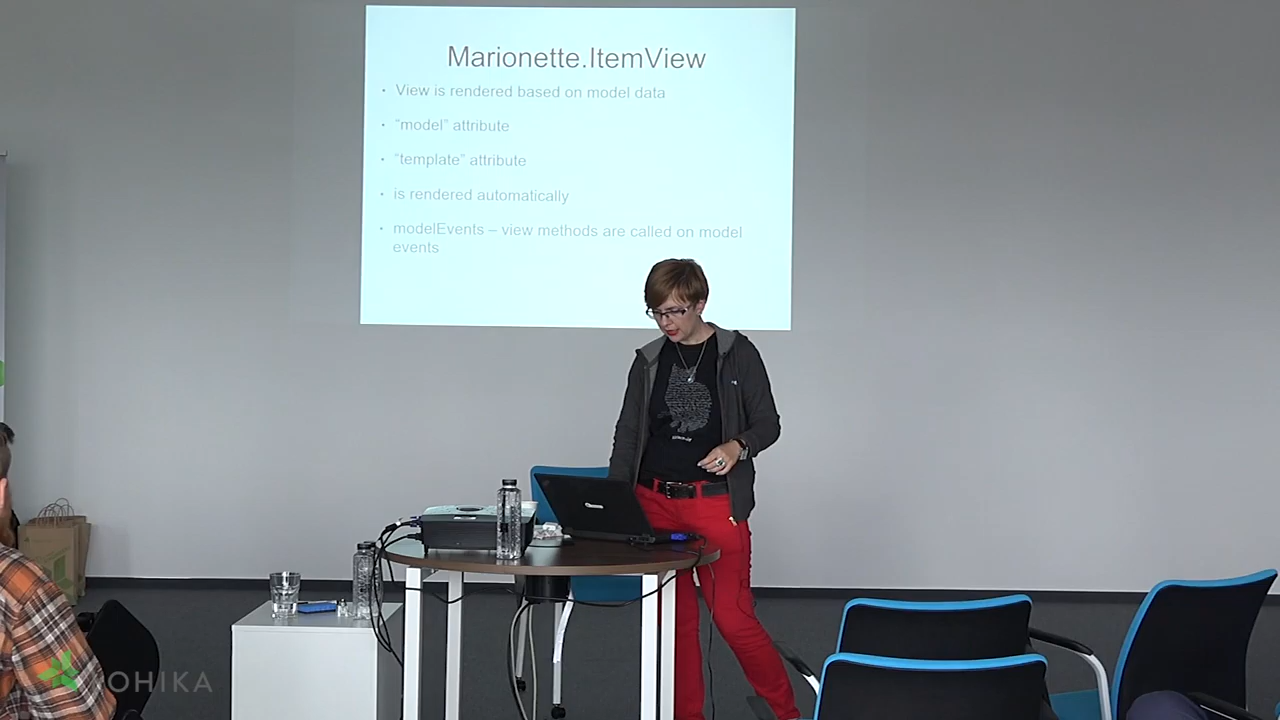 Marionette.ItemView
• View is rendered based on model data
• “model” attribute
• “template” attribute
• is rendered automatically
• modelEvents – view methods are called on model
events
OHIKA